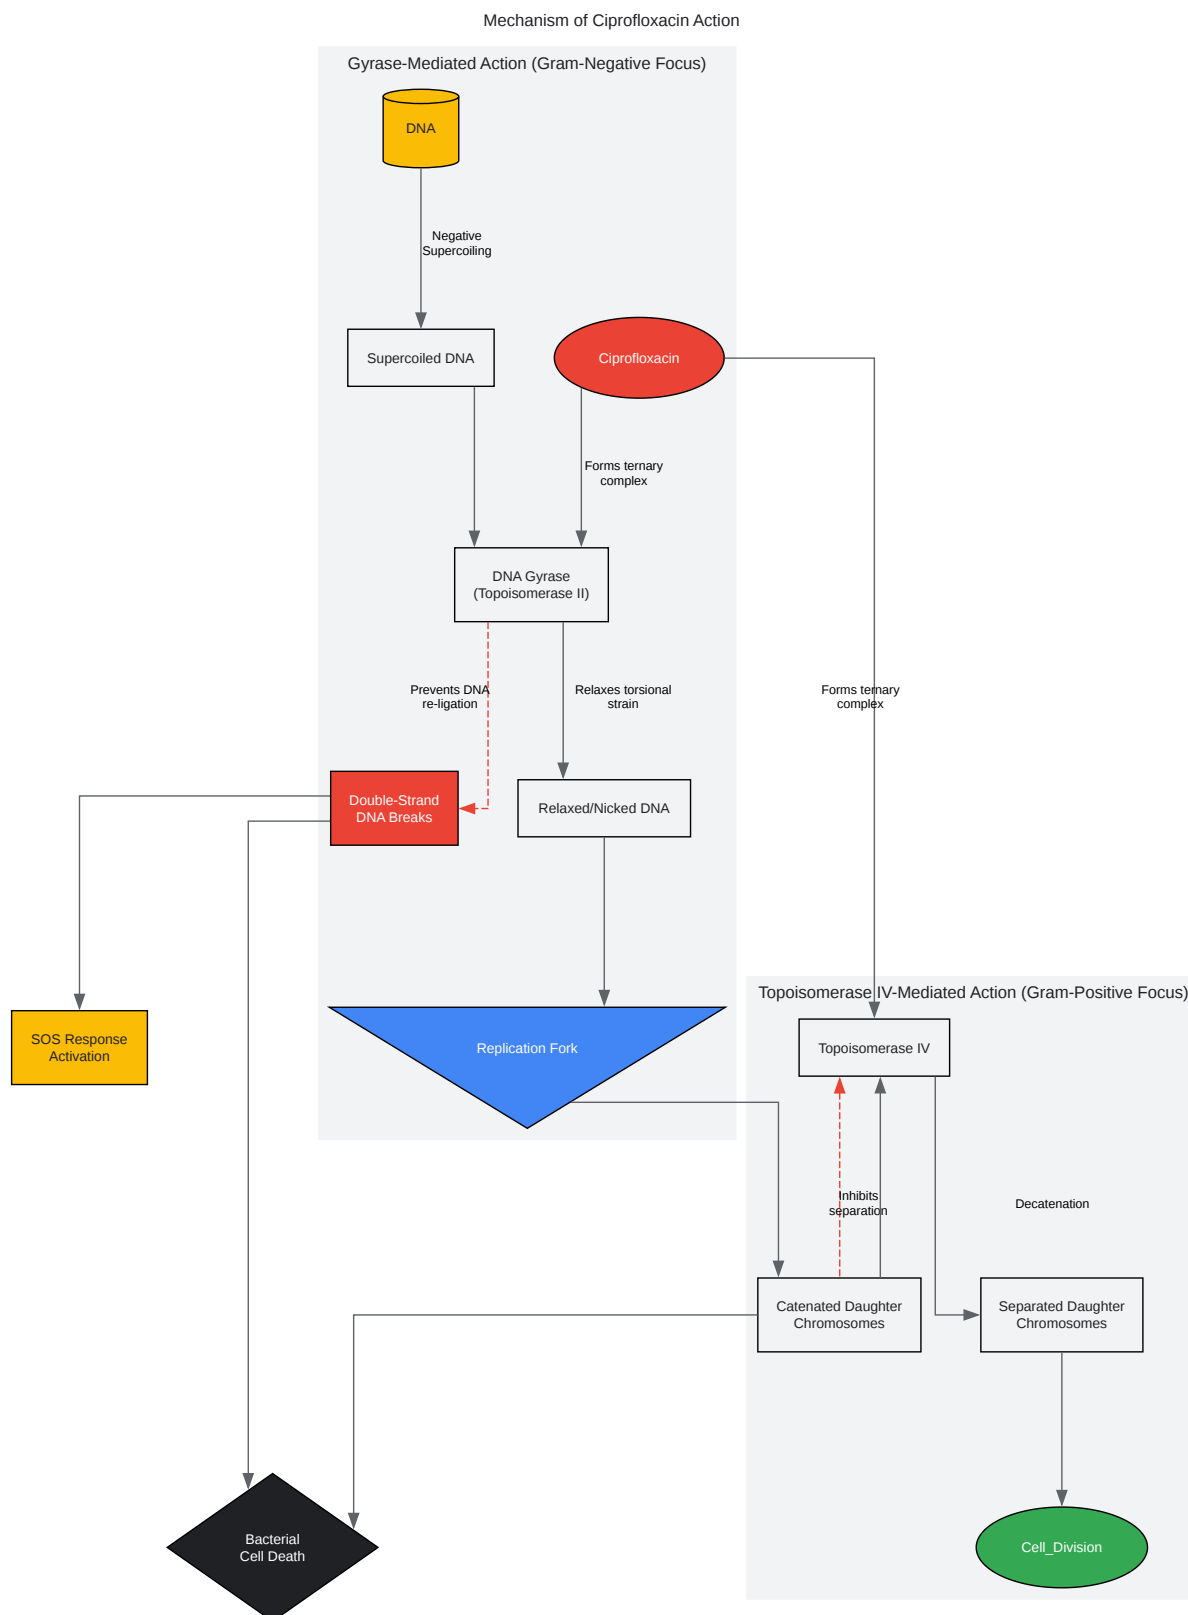 Mechanism of Ciprofloxacin Action
Gyrase-Mediated Action (Gram-Negative Focus)
DNA
Negative
Supercoiling
Supercoiled DNA
Ciprofloxacin
Forms ternary
complex
DNA Gyrase
(Topoisomerase II)
Prevents DNA
re-ligation
Relaxes torsional
strain
Forms ternary
complex
Double-Strand
DNA Breaks
Relaxed/Nicked DNA
Topoisomerase IV-Mediated Action (Gram-Positive Focus)
SOS Response
Activation
Replication Fork
Topoisomerase IV
Inhibits
separation
Decatenation
Catenated Daughter
Chromosomes
Separated Daughter
Chromosomes
Bacterial
Cell Death
Cell_Division